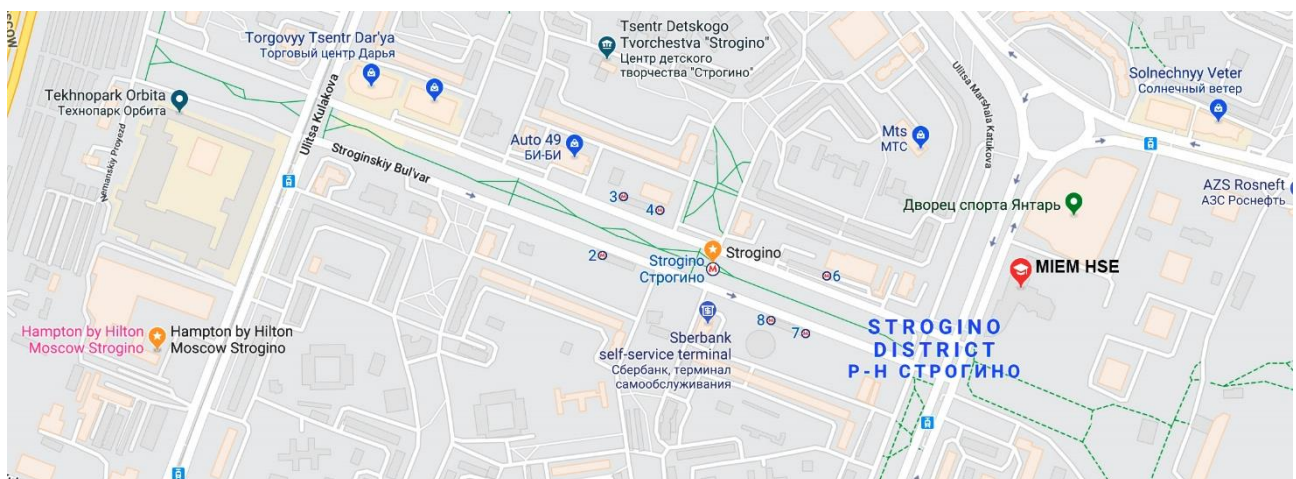 SCOW
Torgovyy Tsentr Dar'ya
Торговый центр Дарья
Tsentr Detskogo
Tvorchestva "Strogino"
Центр детского
творчества "Строгино"
Ulitsa Marshala Katukova
Solnechnyy Veter
Солнечный ветер
Tekhnopark Orbita
Технопарк Орбита
Ulitsa Kulakova
Nemanskiy Proyezd
Stroginskiy Bul'var
Auto 49
БИ-БИ
Mts
МТС
AZS Rosneft
АЗС Роснефть
Дворец спорта Янтарь
3 M
4 M
2 M
Strogino
Strogino
Строгино
M
M 6
MIEM HSE
Hampton by Hilton
Moscow Strogino
Hampton by Hilton
Moscow Strogino
Sberbank
self-service terminal
Сбербанк, терминал
самообслуживания
8 M
7 M
STROGINO
DISTRICT
Р-Н СТРОГИНО